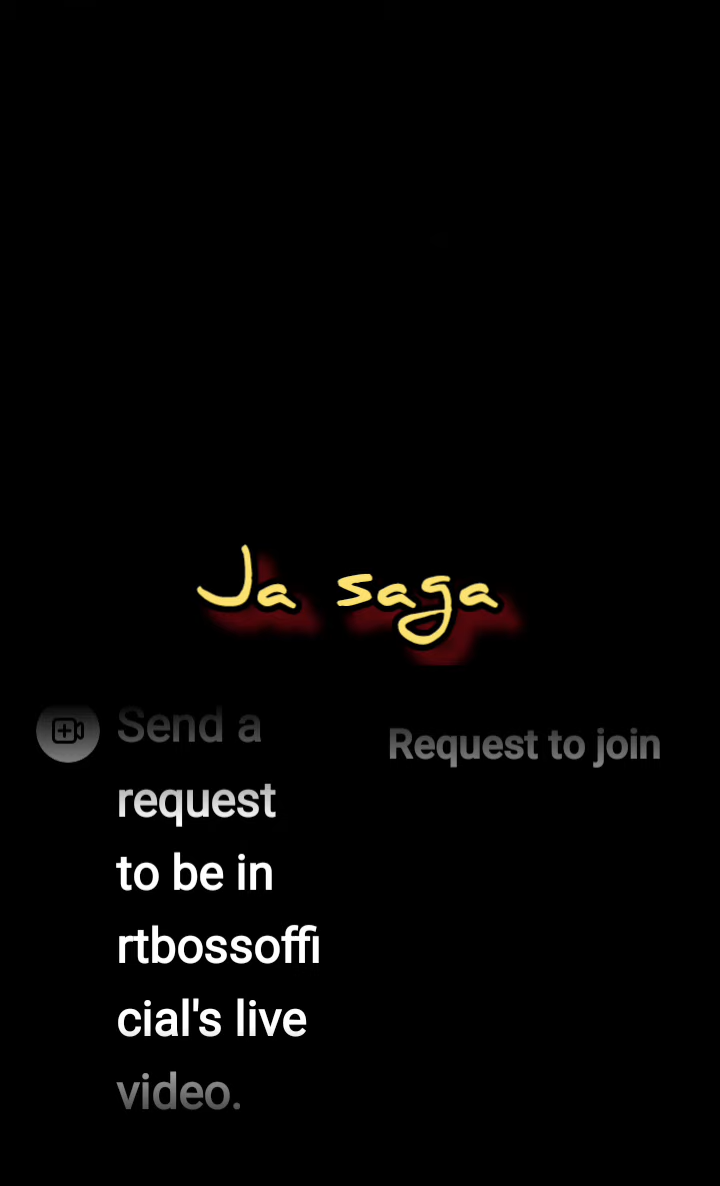 Ja saga
Send a
request
to be in
rtbossoffi
cial's live
video.
Request to join